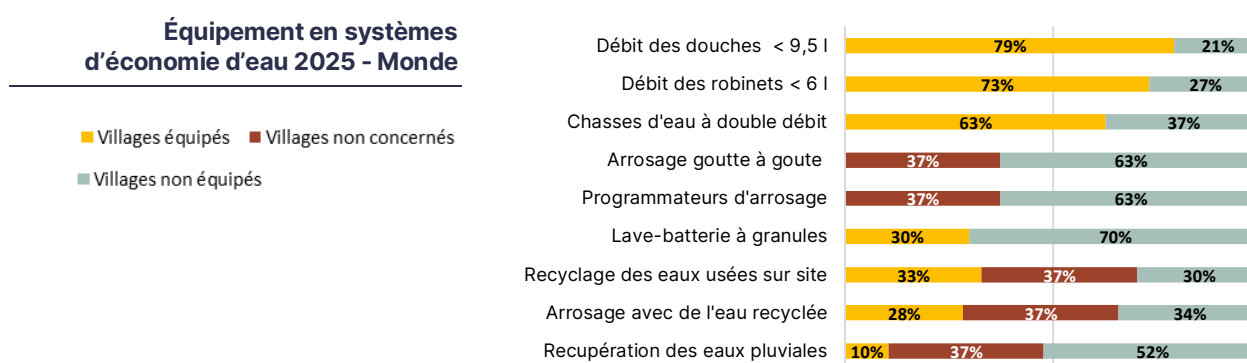 Équipement en systèmes
d'économie d'eau 2025 - Monde
Villages équipés Villages non concernés
Villages non équipés
Débit des douches < 9,5 l 79% 21%
Débit des robinets < 6 l 73% 27%
Chasses d'eau à double débit 63% 37%
Arrosage goutte à goute 37% 63%
Programmateurs d'arrosage 37% 63%
Lave-batterie à granules 30% 70%
Recyclage des eaux usées sur site 33% 37% 30%
Arrosage avec de l'eau recyclée 28% 37% 34%
Recupération des eaux pluviales 10% 37% 52%